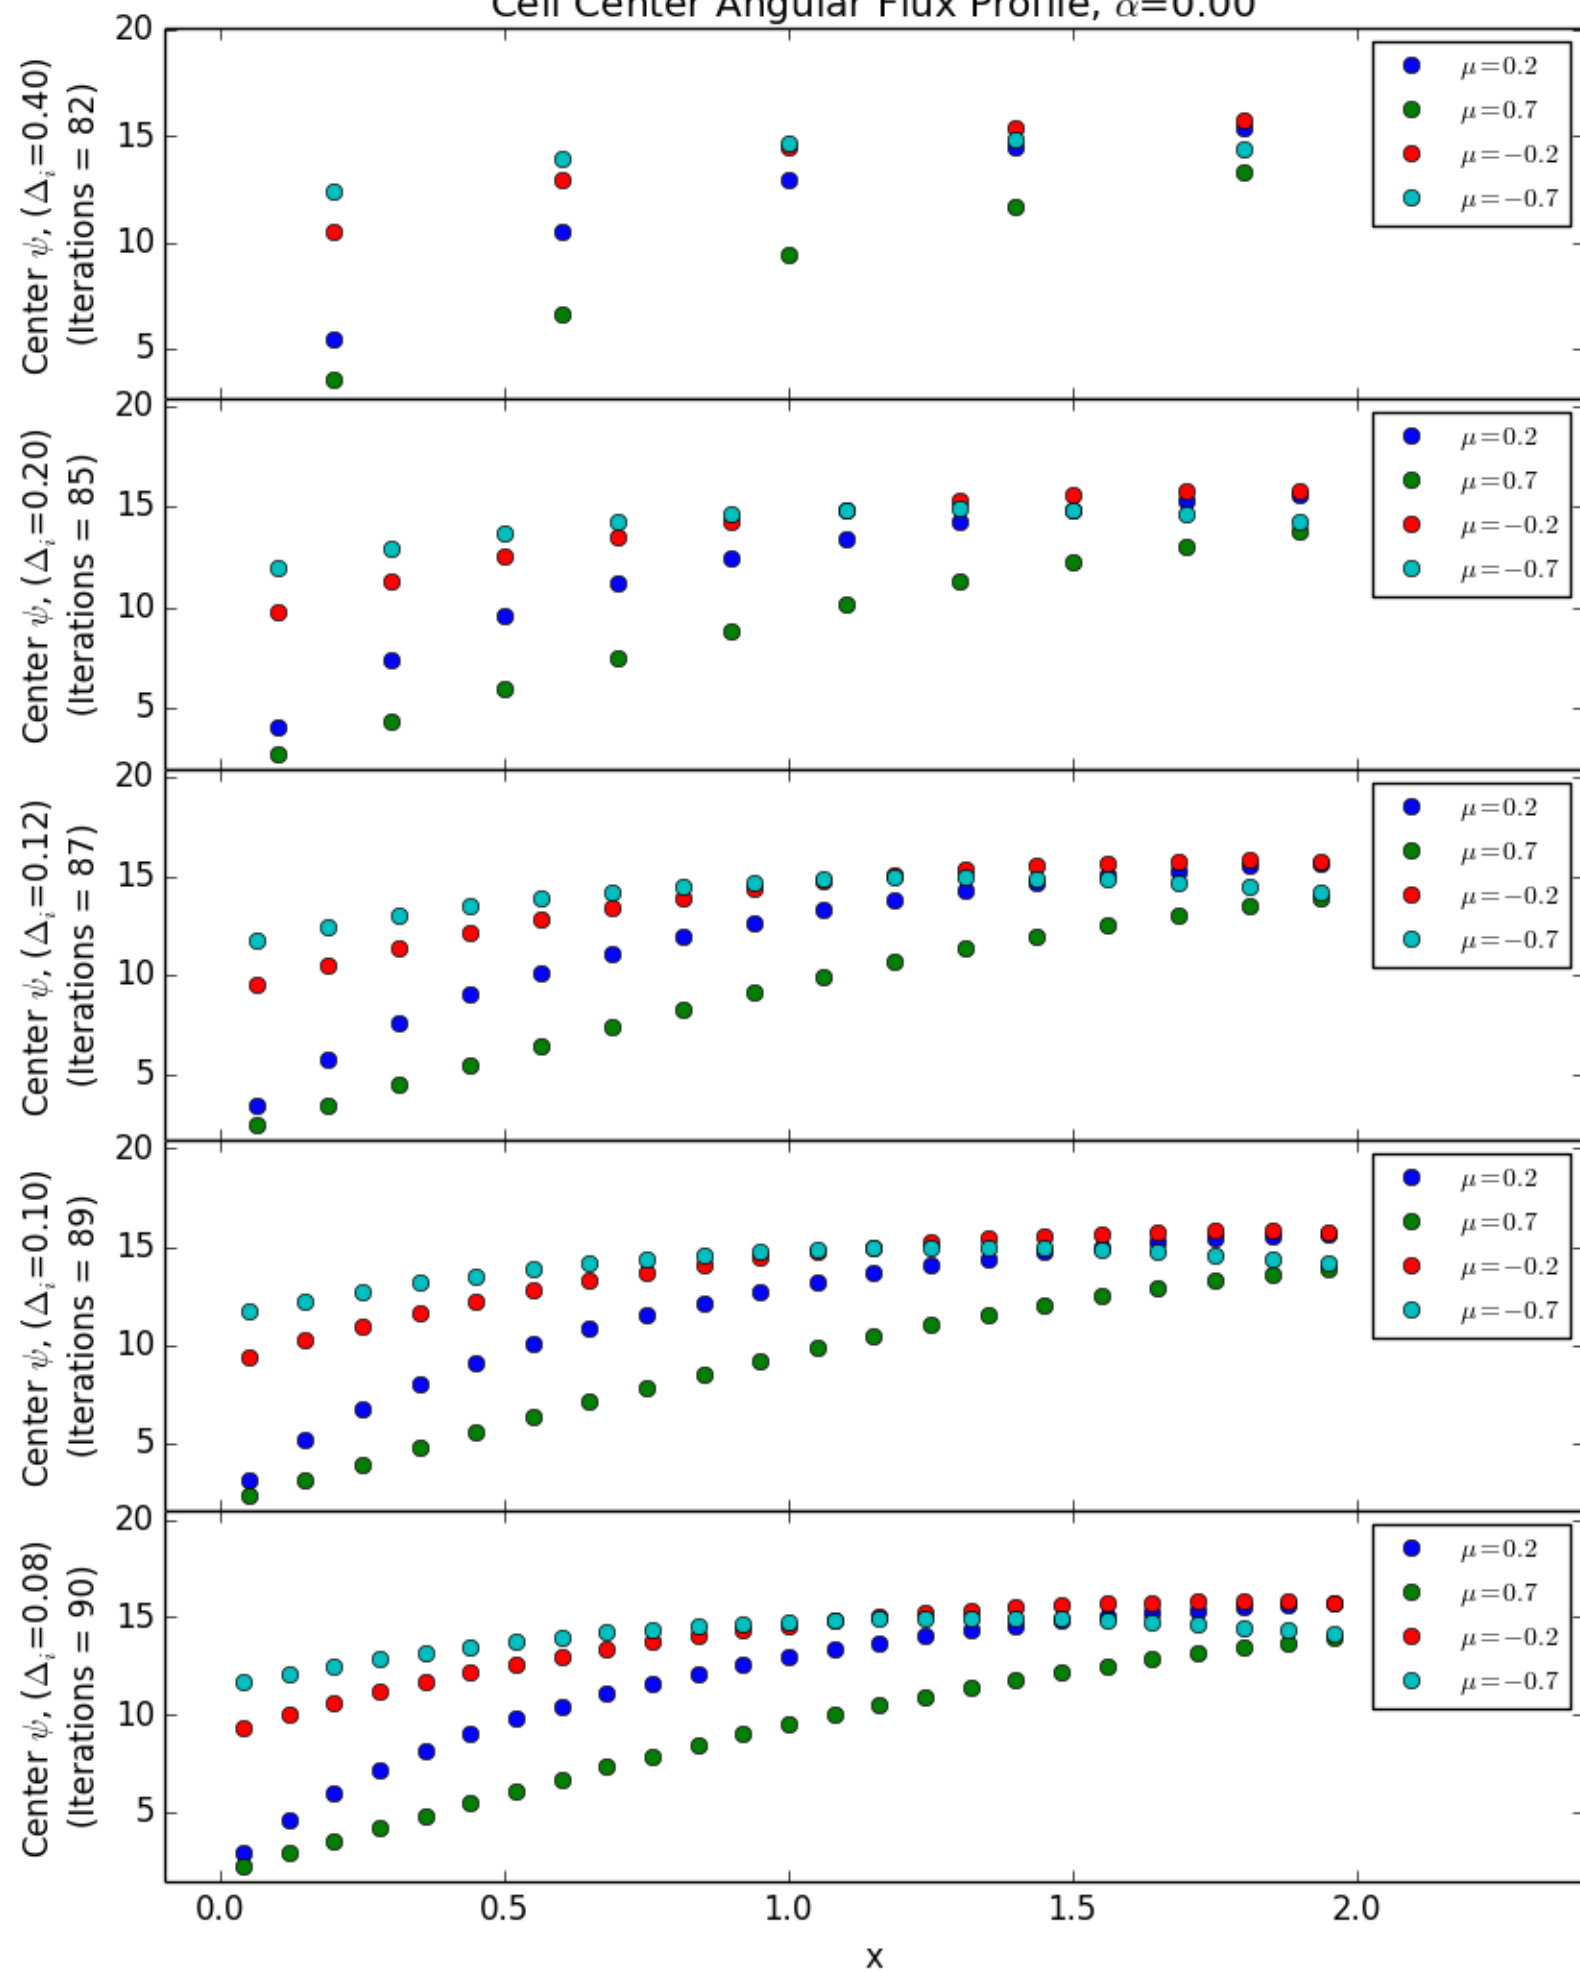 Cell Center Angular Flux Profile, α=0.00
Center ψ, (Δᵢ=0.40)
(Iterations = 82)
20
15
10
5
μ=0.2
μ=0.7
μ=−0.2
μ=−0.7
Center ψ, (Δᵢ=0.20)
(Iterations = 85)
20
15
10
5
μ=0.2
μ=0.7
μ=−0.2
μ=−0.7
Center ψ, (Δᵢ=0.12)
(Iterations = 87)
20
15
10
5
μ=0.2
μ=0.7
μ=−0.2
μ=−0.7
Center ψ, (Δᵢ=0.10)
(Iterations = 89)
20
15
10
5
μ=0.2
μ=0.7
μ=−0.2
μ=−0.7
Center ψ, (Δᵢ=0.08)
(Iterations = 90)
20
15
10
5
μ=0.2
μ=0.7
μ=−0.2
μ=−0.7
0.0 0.5 1.0 1.5 2.0
x